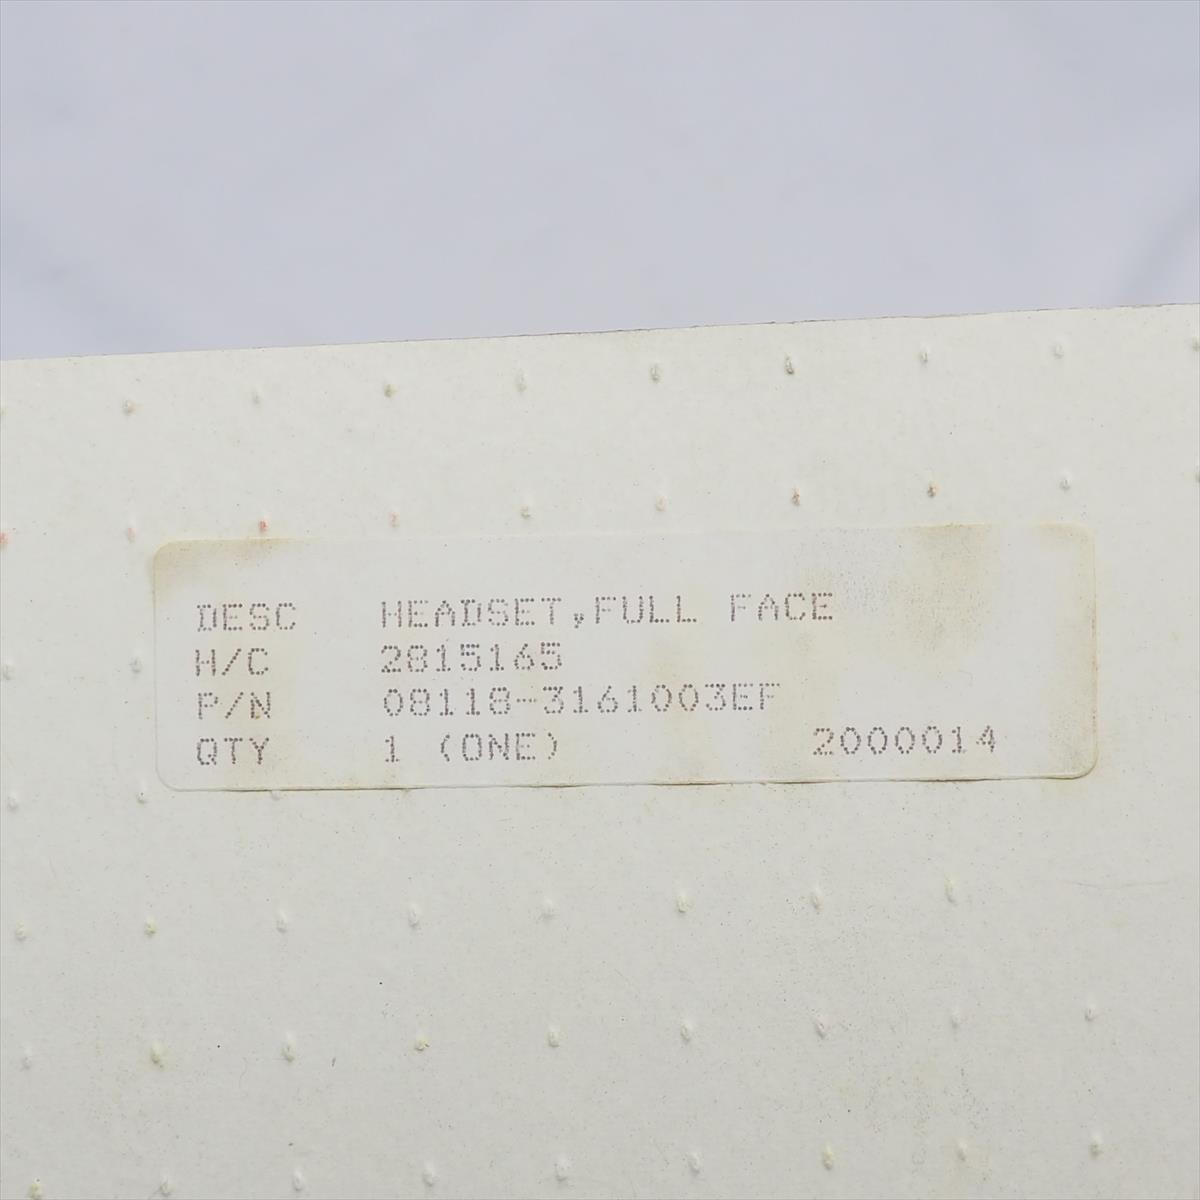 DESC HEADSET,FULL FACE
H/C 2815165
P/N 08118-3161003EF
QTY 1 (ONE) 2000014